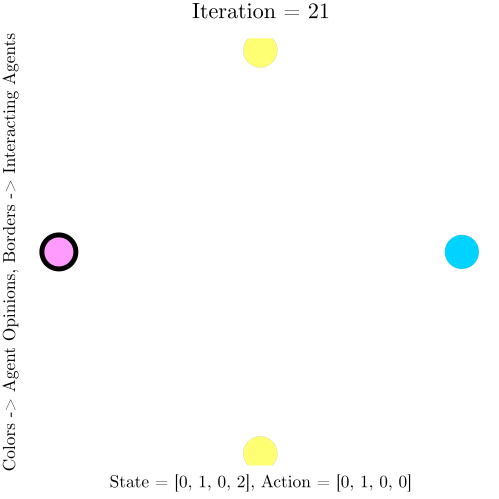 Iteration = 21
Colors -> Agent Opinions, Borders -> Interacting Agents
State = [0, 1, 0, 2], Action = [0, 1, 0, 0]